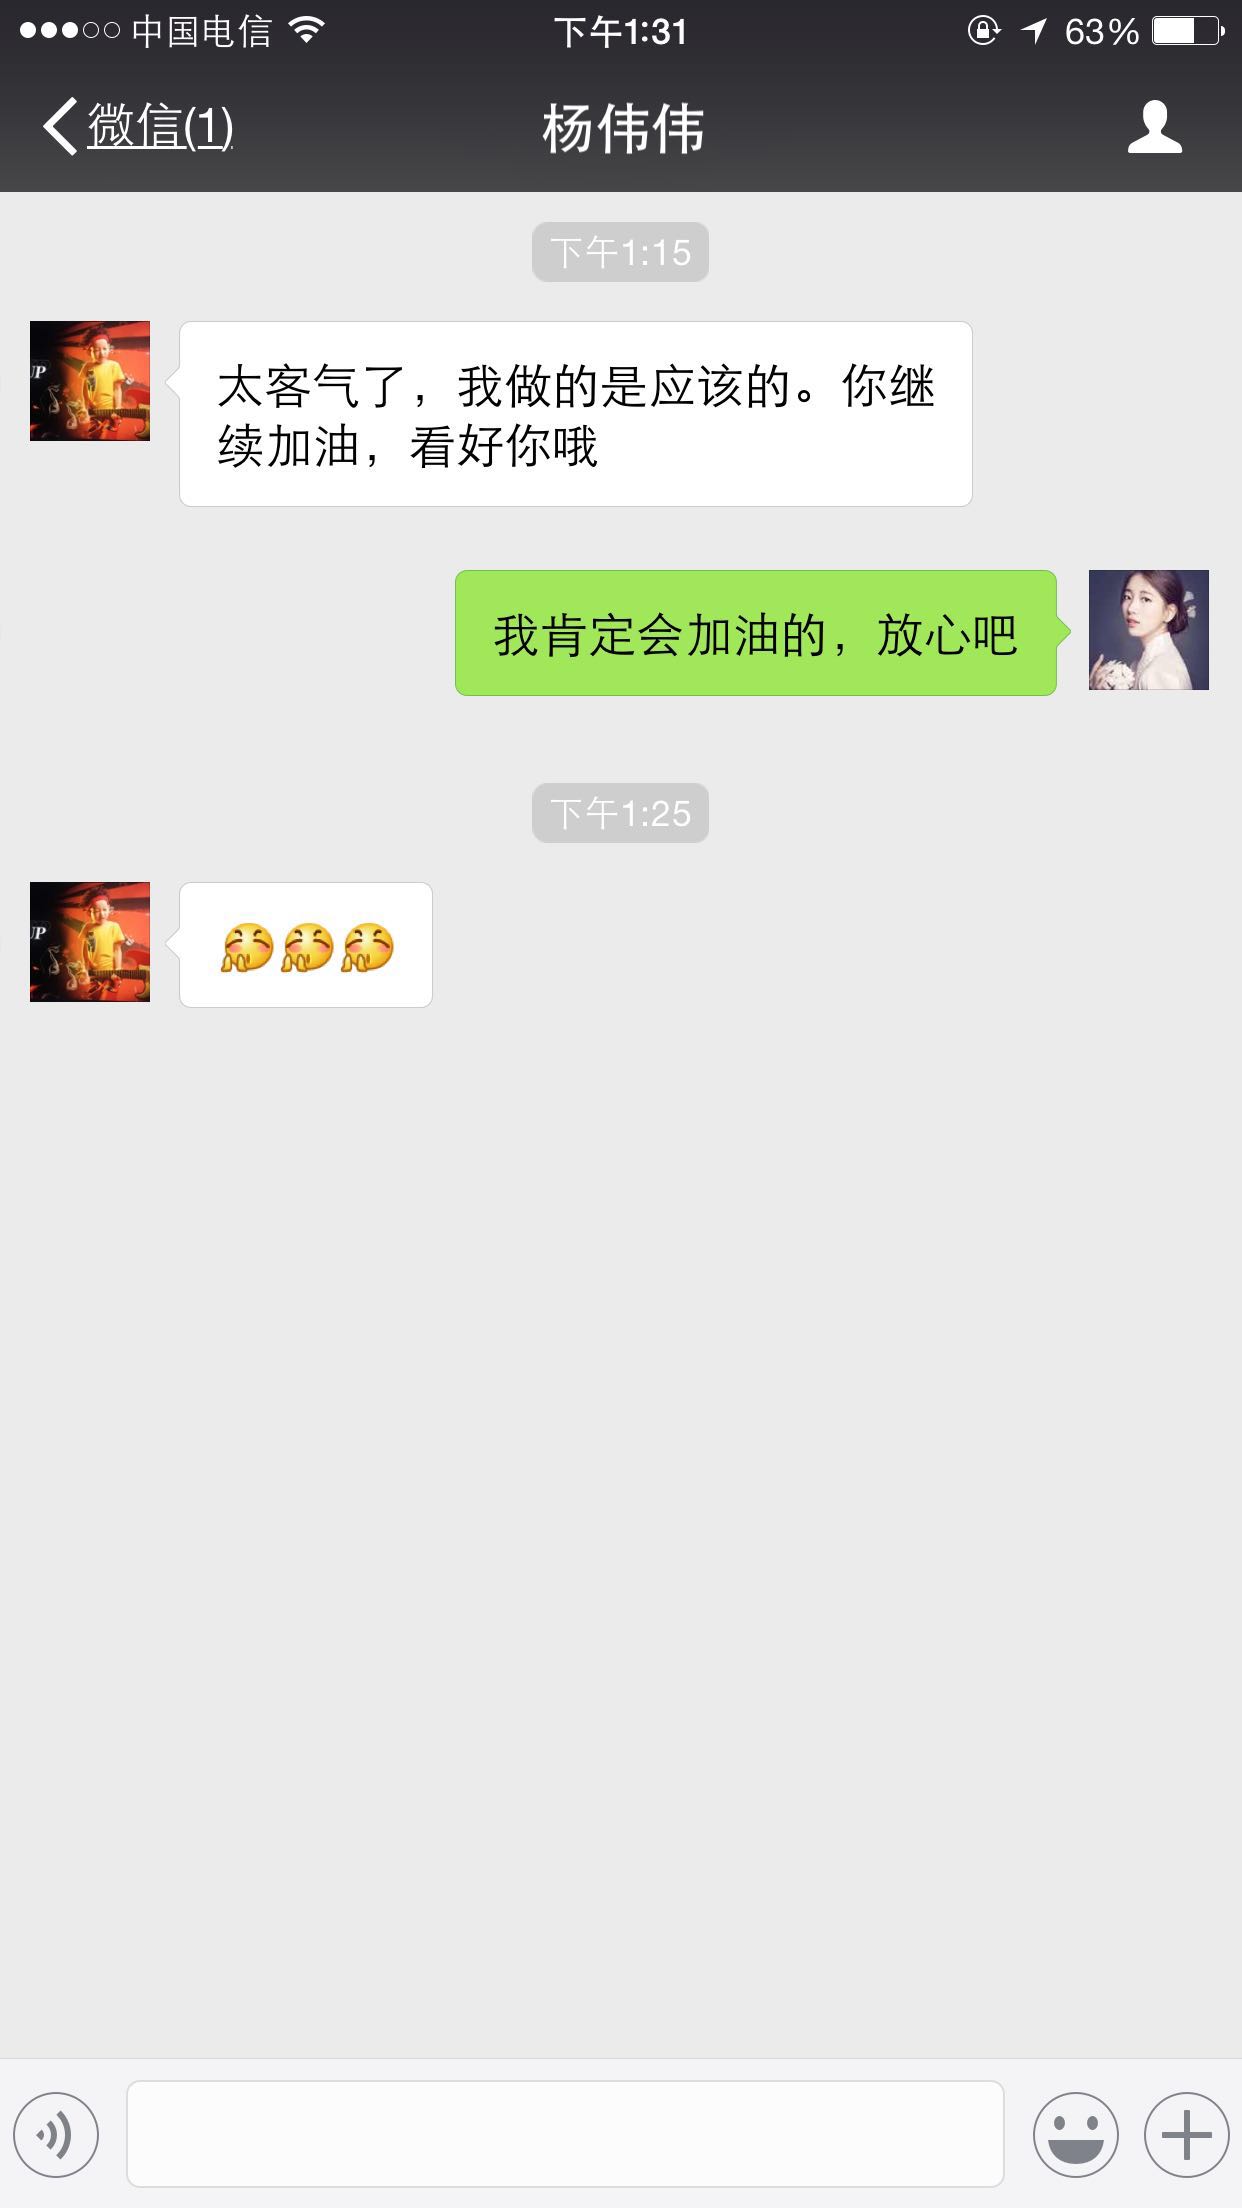 中国电信
下午1:31
63%
微信(1)
杨伟伟
下午1:15
太客气了，我做的是应该的。你继
续加油，看好你哦
UP
我肯定会加油的，放心吧
下午1:25
UP